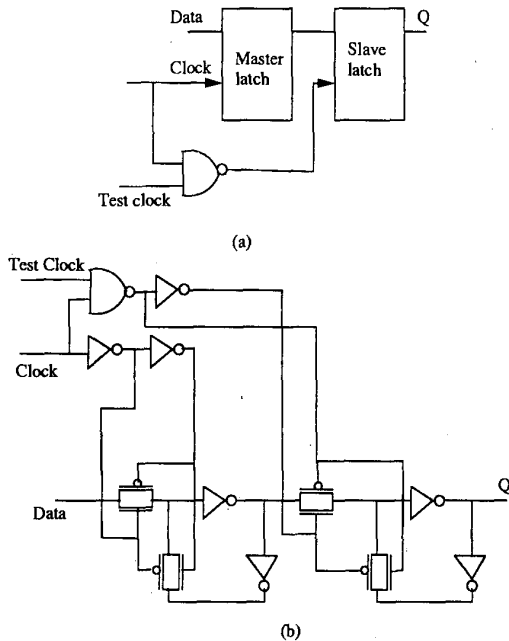 Data
Master
latch
Slave
latch
Q
Clock
Test clock
(a)
Test Clock
Clock
Data
Q
(b)